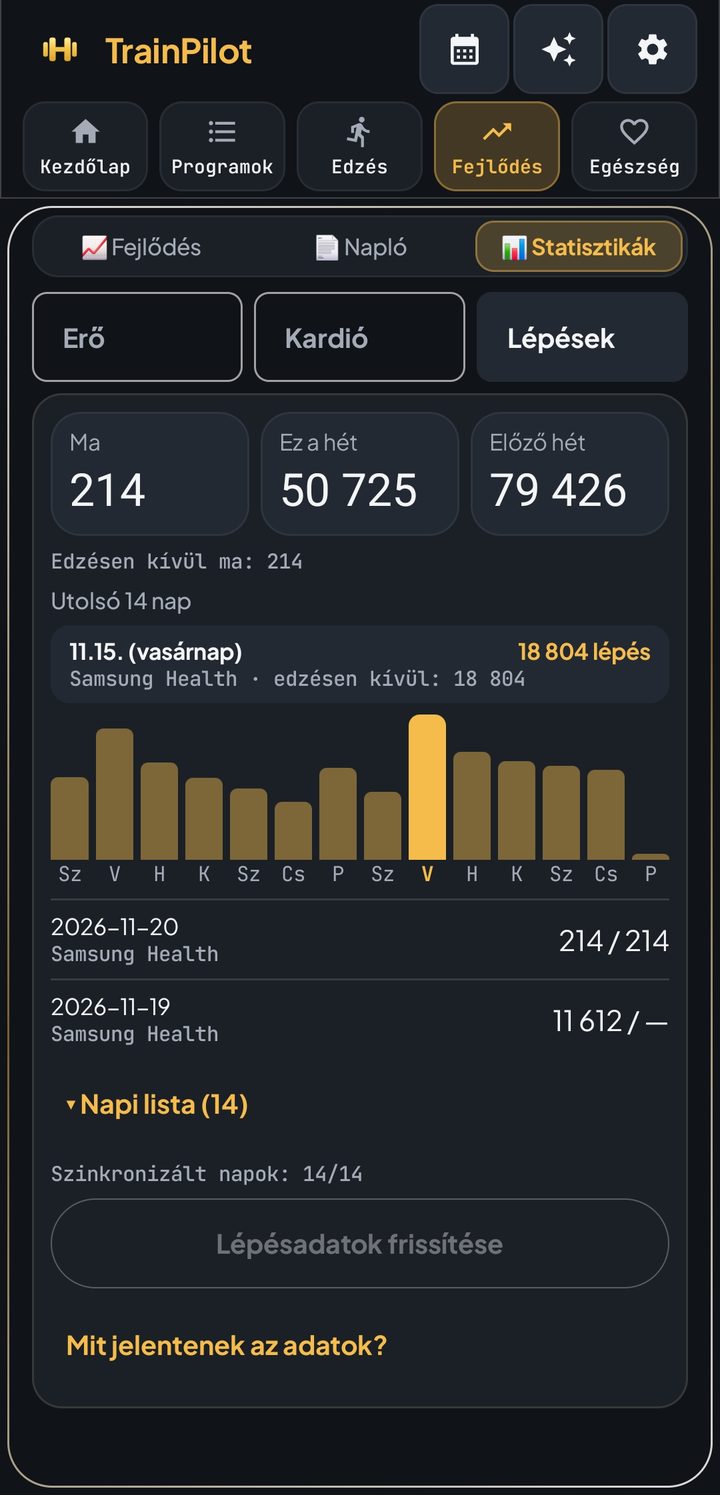 TrainPilot
Kezdőlap
Programok
Edzés
Fejlődés
Egészség
Fejlődés
Napló
Statisztikák
Erő
Kardió
Lépések
Ma
214
Ez a hét
50 725
Előző hét
79 426
Edzésen kívül ma: 214
Utolsó 14 nap
11.15. (vasárnap)
18 804 lépés
Samsung Health · edzésen kívül: 18 804
Sz V H K Sz Cs P Sz V H K Sz Cs P
2026-11-20
Samsung Health
214 / 214
2026-11-19
Samsung Health
11 612 / —
▾ Napi lista (14)
Szinkronizált napok: 14/14
Lépésadatok frissítése
Mit jelentenek az adatok?